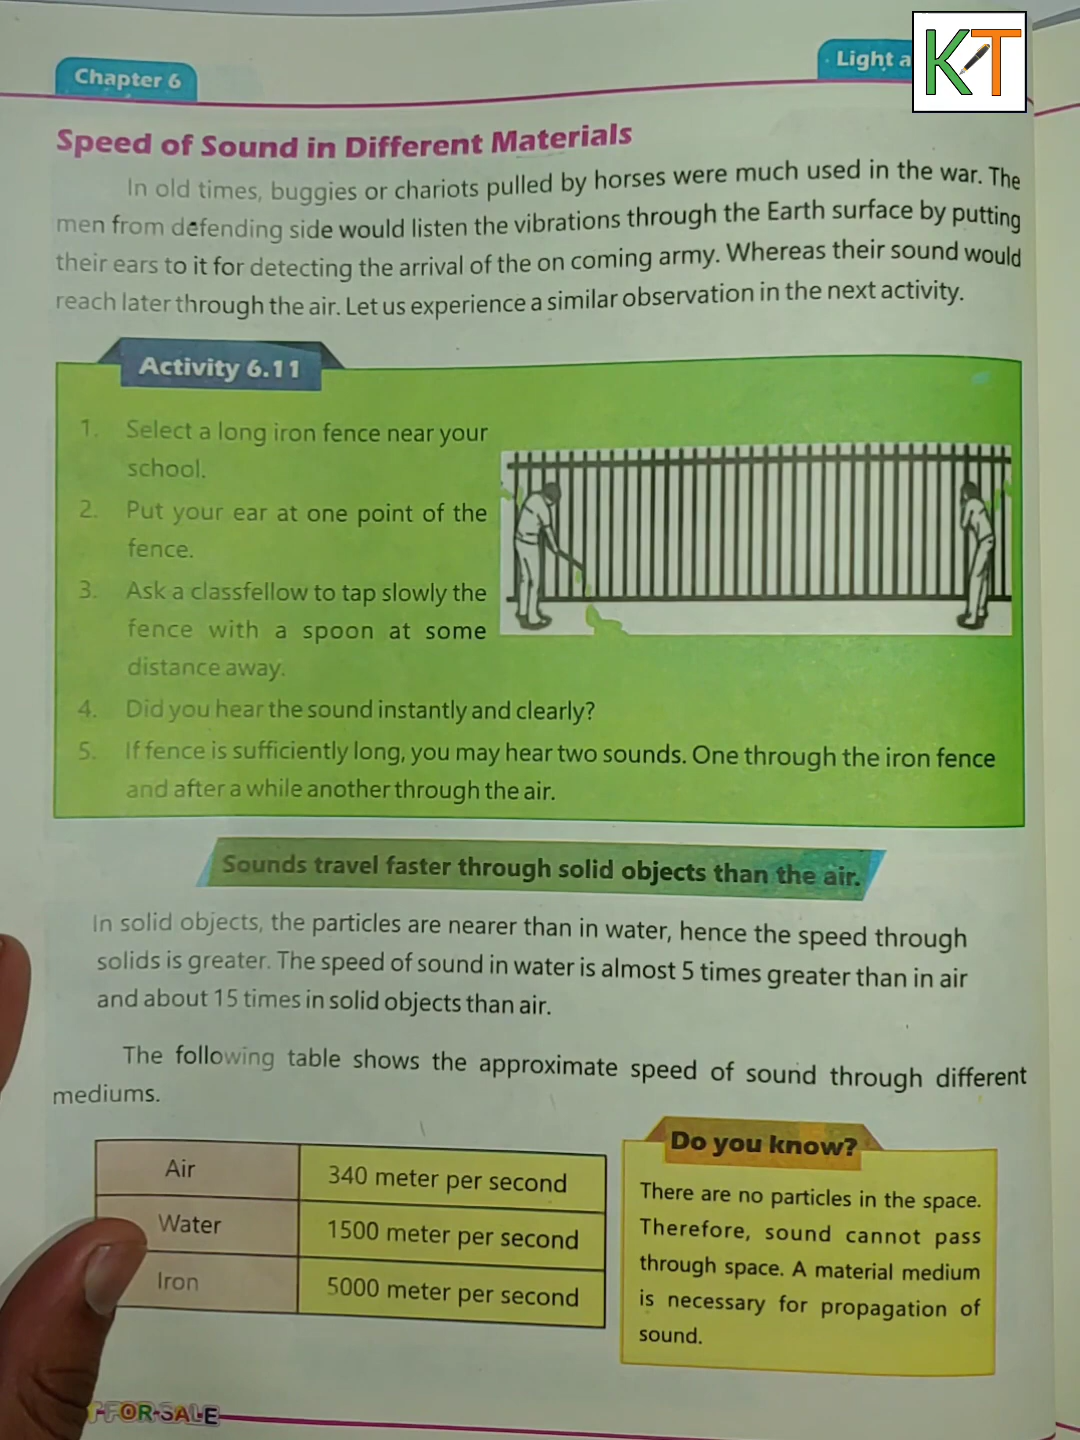 Chapter 6
Light a
KT
Speed of Sound in Different Materials
In old times, buggies or chariots pulled by horses were much used in the war. The
men from defending side would listen the vibrations through the Earth surface by putting
their ears to it for detecting the arrival of the on coming army. Whereas their sound would
reach later through the air. Let us experience a similar observation in the next activity.
Activity 6.11
1. Select a long iron fence near your
school.
2. Put your ear at one point of the
fence.
3. Ask a classfellow to tap slowly the
fence with a spoon at some
distance away.
4. Did you hear the sound instantly and clearly?
5. If fence is sufficiently long, you may hear two sounds. One through the iron fence
and after a while another through the air.
Sounds travel faster through solid objects than the air.
In solid objects, the particles are nearer than in water, hence the speed through
solids is greater. The speed of sound in water is almost 5 times greater than in air
and about 15 times in solid objects than air.
The following table shows the approximate speed of sound through different
mediums.
Air 340 meter per second
Water 1500 meter per second
Iron 5000 meter per second
Do you know?
There are no particles in the space.
Therefore, sound cannot pass
through space. A material medium
is necessary for propagation of
sound.
FOR-SALE